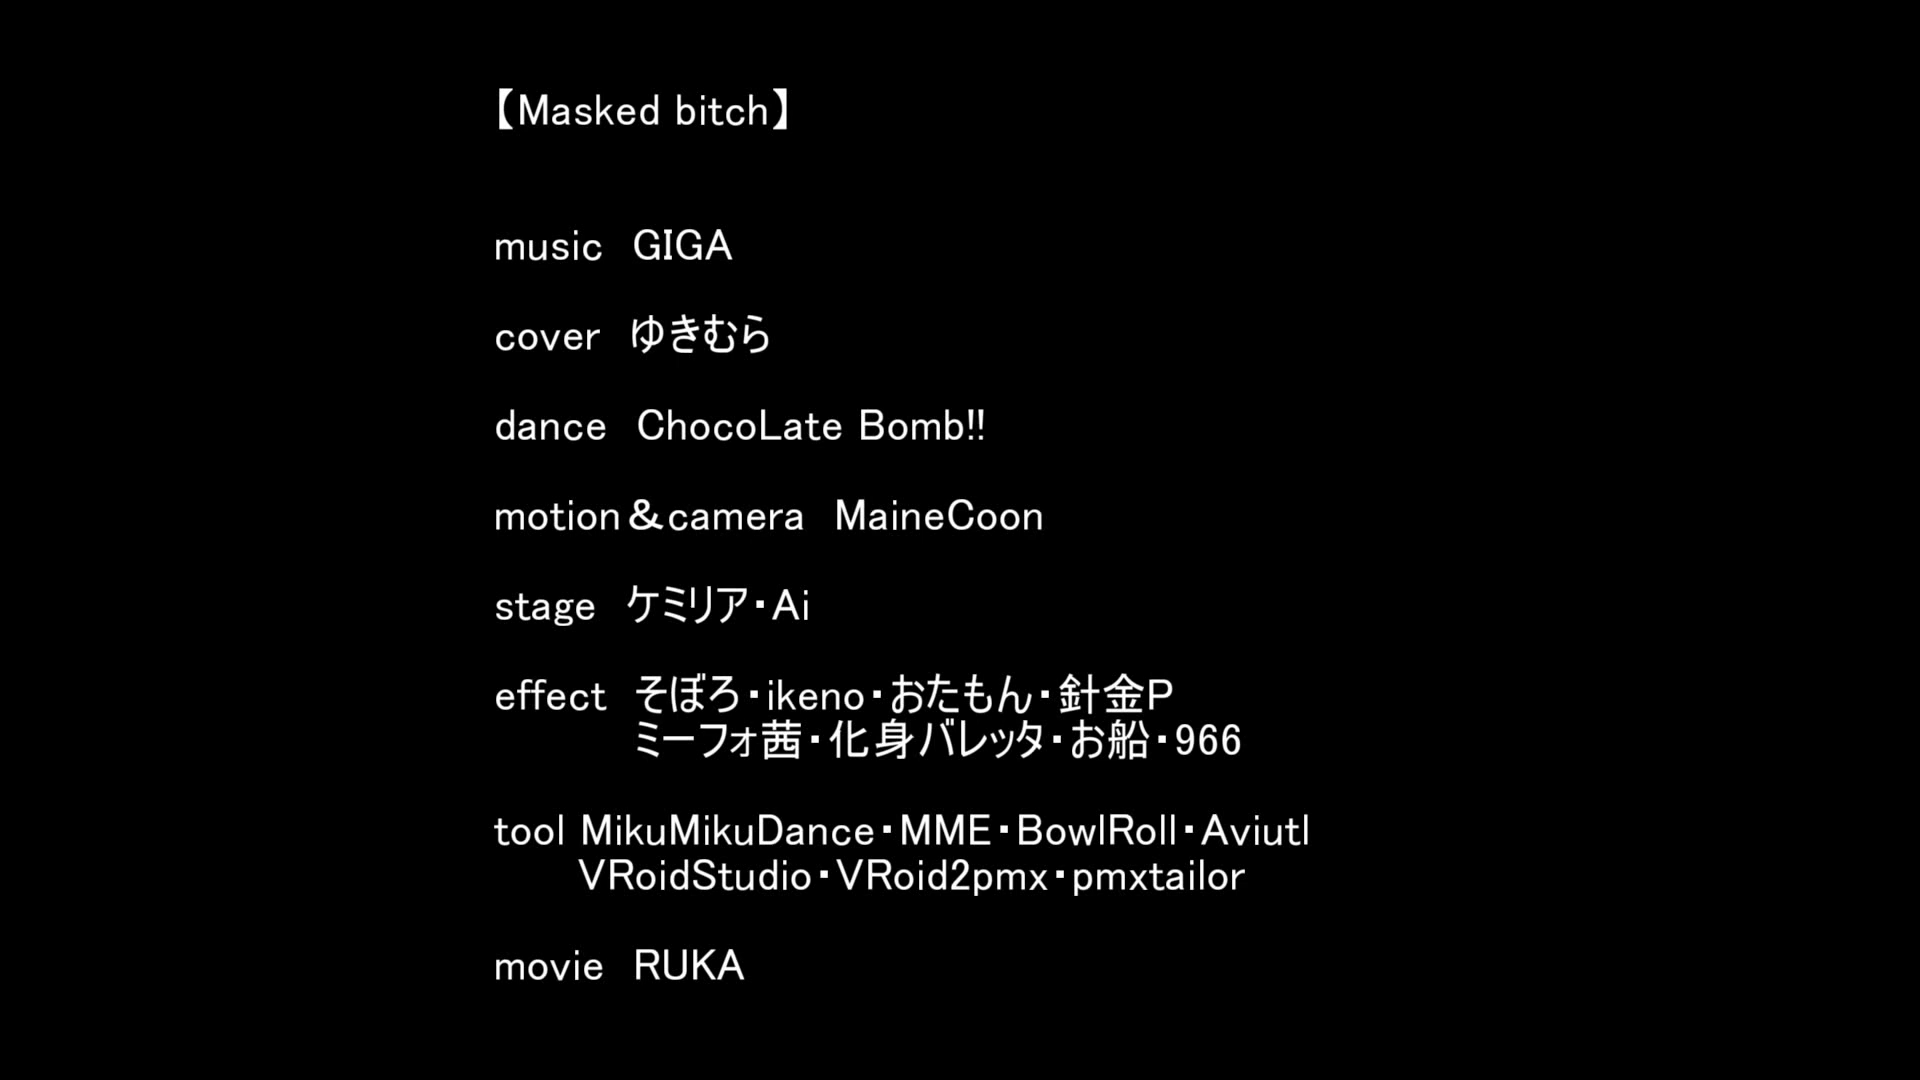 【Masked bitch】
music　GIGA
cover　ゆきむら
dance　ChocoLate Bomb!!
motion＆camera　MaineCoon
stage　ケミリア・Ai
effect　そぼろ・ikeno・おたもん・針金P
ミーフォ茜・化身バレッタ・お船・966
tool MikuMikuDance・MME・BowlRoll・Aviutl
VRoidStudio・VRoid2pmx・pmxtailor
movie　RUKA